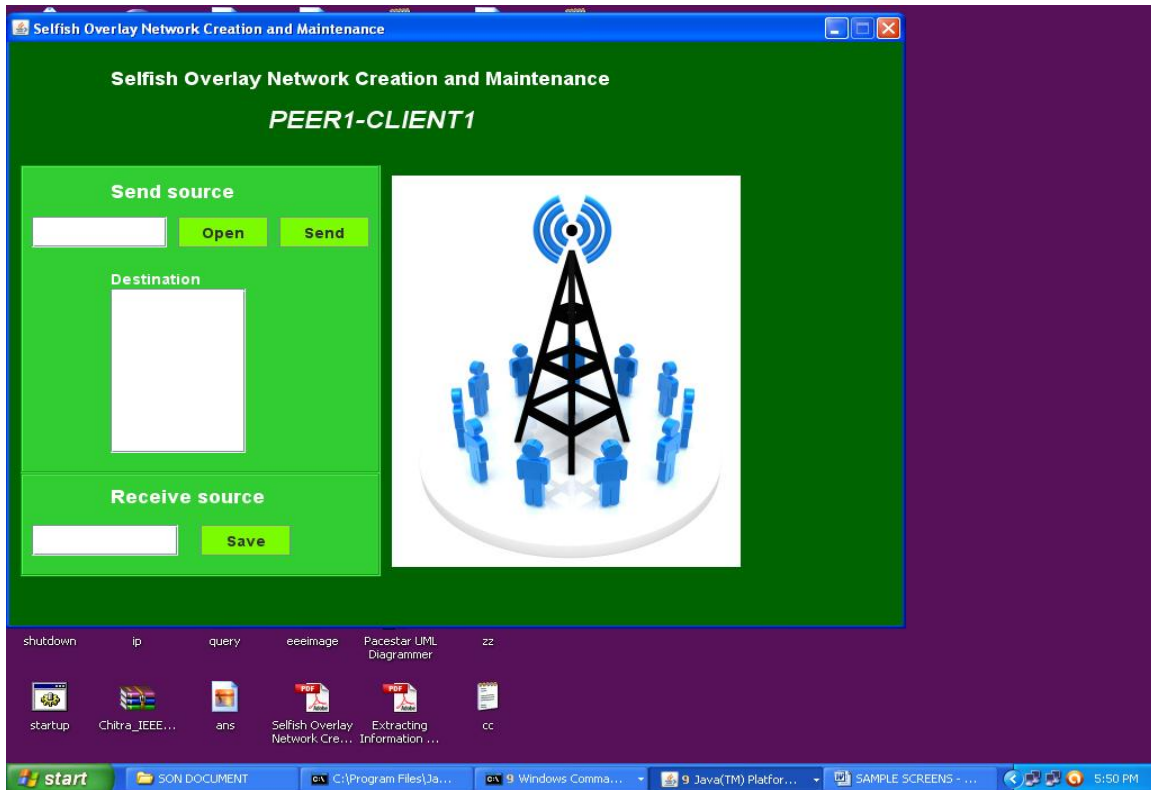 Selfish Overlay Network Creation and Maintenance
Selfish Overlay Network Creation and Maintenance
PEER1-CLIENT1
Send source
Open
Send
Destination
Receive source
Save
shutdown
ip
query
eeeimage
Pacestar UML
Diagrammer
zz
startup
Chitra_IEEE...
ans
Selfish Overlay
Network Cre...
Extracting
Information ...
cc
start
SON DOCUMENT
C:\Program Files\Ja...
9 Windows Comma...
9 Java(TM) Platfor...
SAMPLE SCREENS - ...
5:50 PM